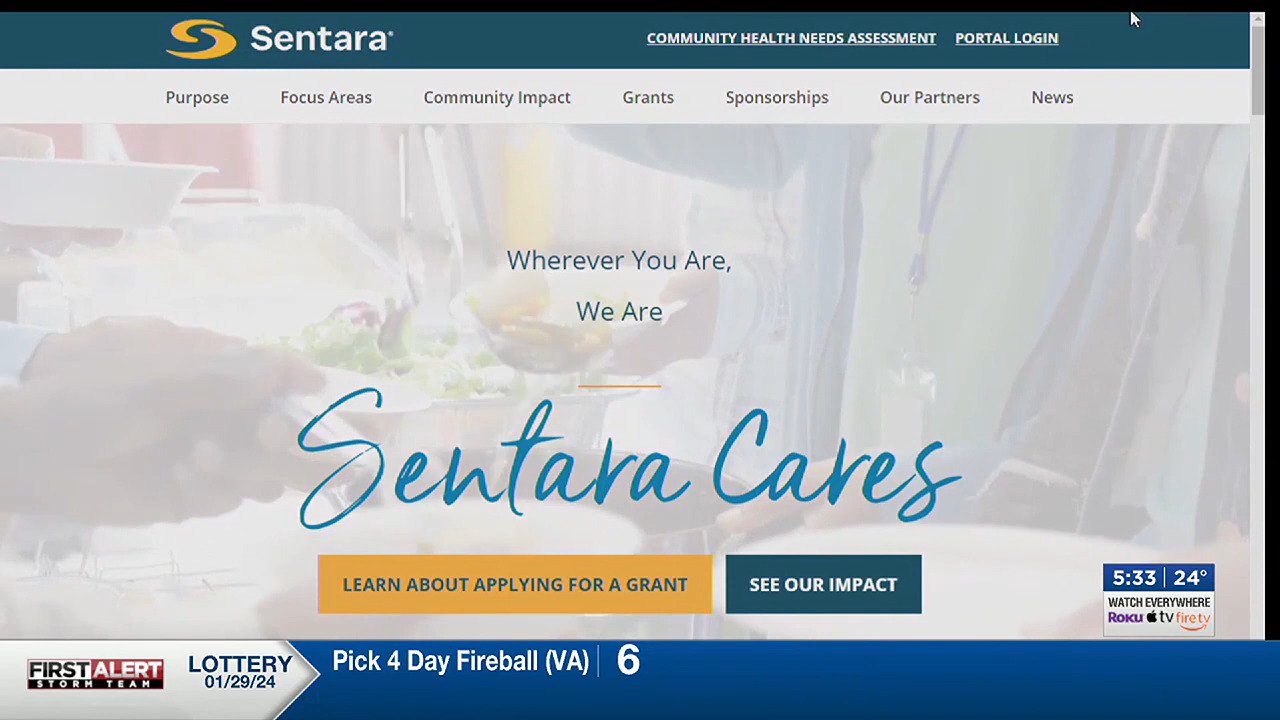 Sentara
COMMUNITY HEALTH NEEDS ASSESSMENT PORTAL LOGIN
Purpose Focus Areas Community Impact Grants Sponsorships Our Partners News
Wherever You Are,
We Are
Sentara Cares
LEARN ABOUT APPLYING FOR A GRANT SEE OUR IMPACT
5:33 24°
WATCH EVERYWHERE
Roku tv fire tv
FIRST ALERT
STORM TEAM
LOTTERY
01/29/24
Pick 4 Day Fireball (VA) 6